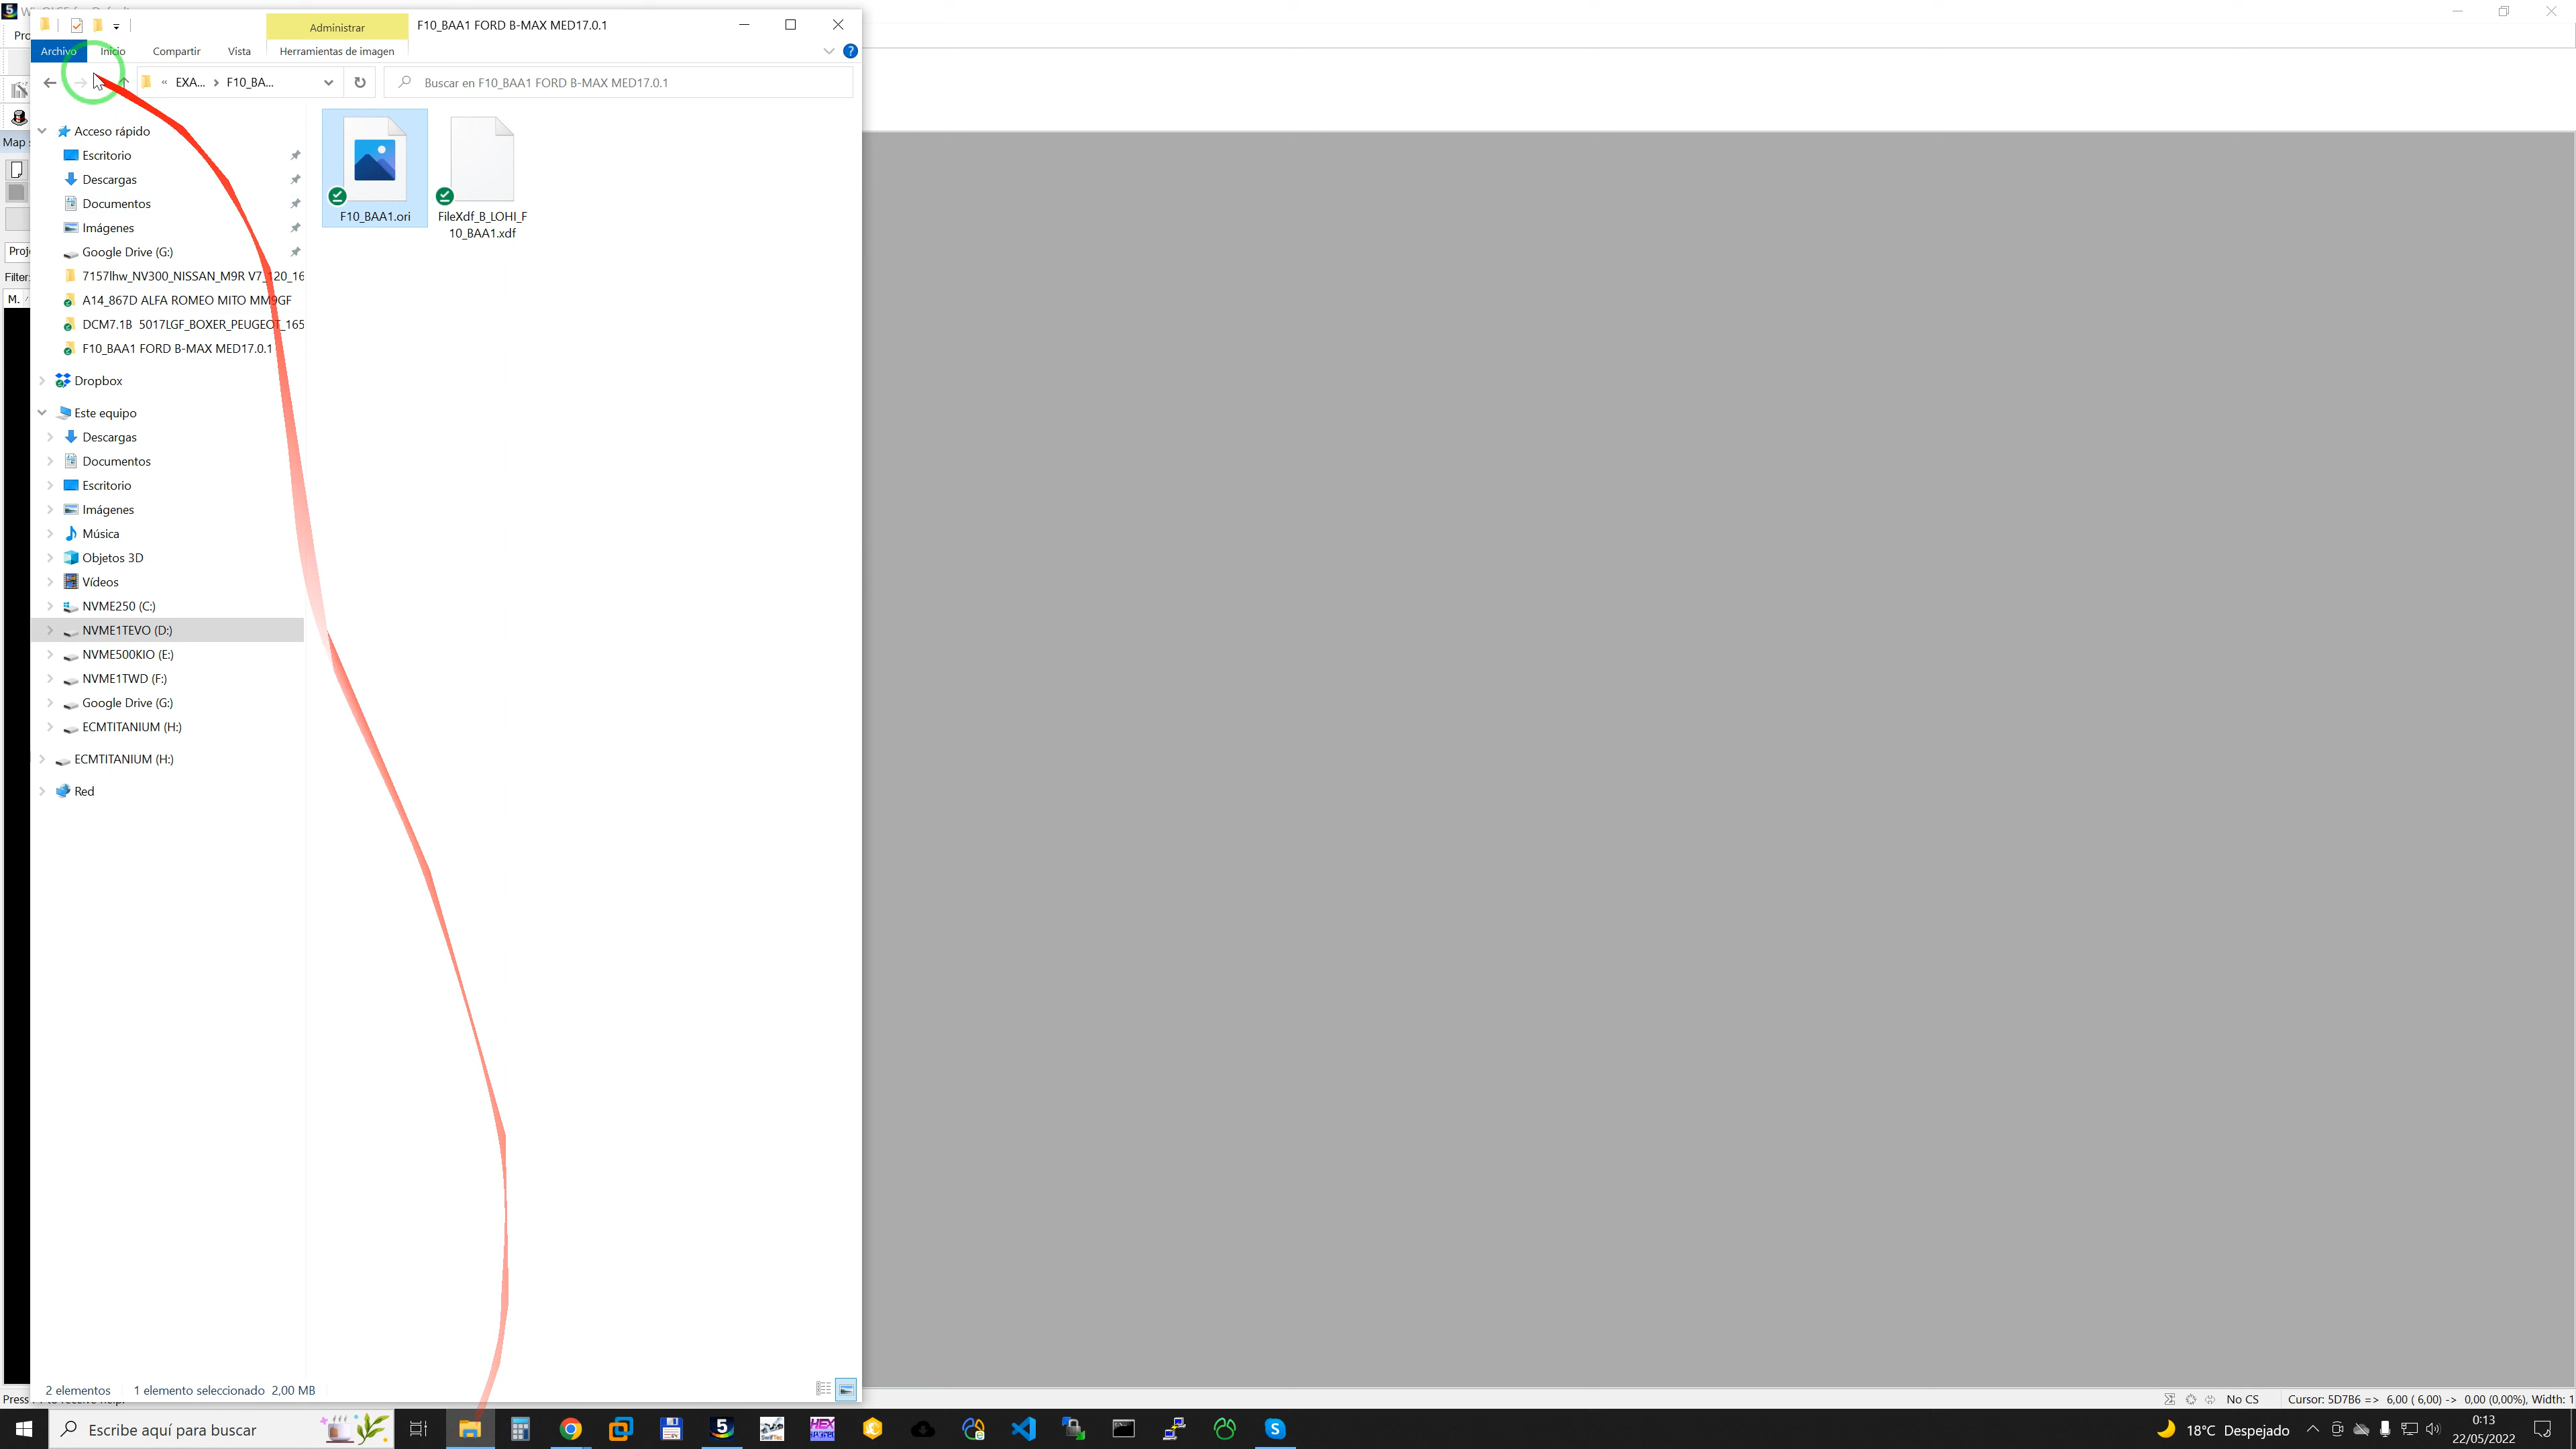 Administrar
F10_BAA1 FORD B-MAX MED17.0.1
Archivo Inicio Compartir Vista Herramientas de imagen
« EXA... > F10_BA...
Buscar en F10_BAA1 FORD B-MAX MED17.0.1
Map
Acceso rápido
Escritorio
Descargas
Documentos
Imágenes
Google Drive (G:)
7157lhw_NV300_NISSAN_M9R V7_120_16
A14_867D ALFA ROMEO MITO MM9GF
DCM7.1B 5017LGF_BOXER_PEUGEOT_165
F10_BAA1 FORD B-MAX MED17.0.1
Dropbox
Este equipo
Descargas
Documentos
Escritorio
Imágenes
Música
Objetos 3D
Vídeos
NVME250 (C:)
NVME1TEVO (D:)
NVME500KIO (E:)
NVME1TWD (F:)
Google Drive (G:)
ECMTITANIUM (H:)
ECMTITANIUM (H:)
Red
F10_BAA1.ori
FileXdf_B_LOHI_F
10_BAA1.xdf
Proj
Filter:
M.
2 elementos 1 elemento seleccionado 2,00 MB
Press
No CS
Cursor: 5D7B6 => 6,00 ( 6,00) -> 0,00 (0,00%), Width: 1
Escribe aquí para buscar
18°C Despejado
0:13
22/05/2022